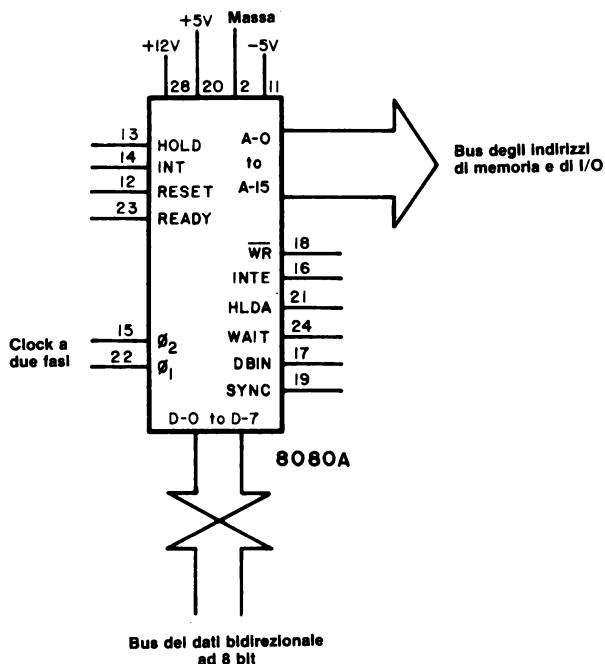 Massa
+5V
+12V
-5V
28 20 2 11
13 HOLD
14 INT
12 RESET
23 READY
A-0
to
A-15
Bus degli indirizzi
di memoria e di I/O
WR 18
INTE 16
HLDA 21
WAIT 24
DBIN 17
SYNC 19
Clock a
due fasi
15 Ø2
22 Ø1
D-0 to D-7
8080A
Bus dei dati bidirezionale
ad 8 bit